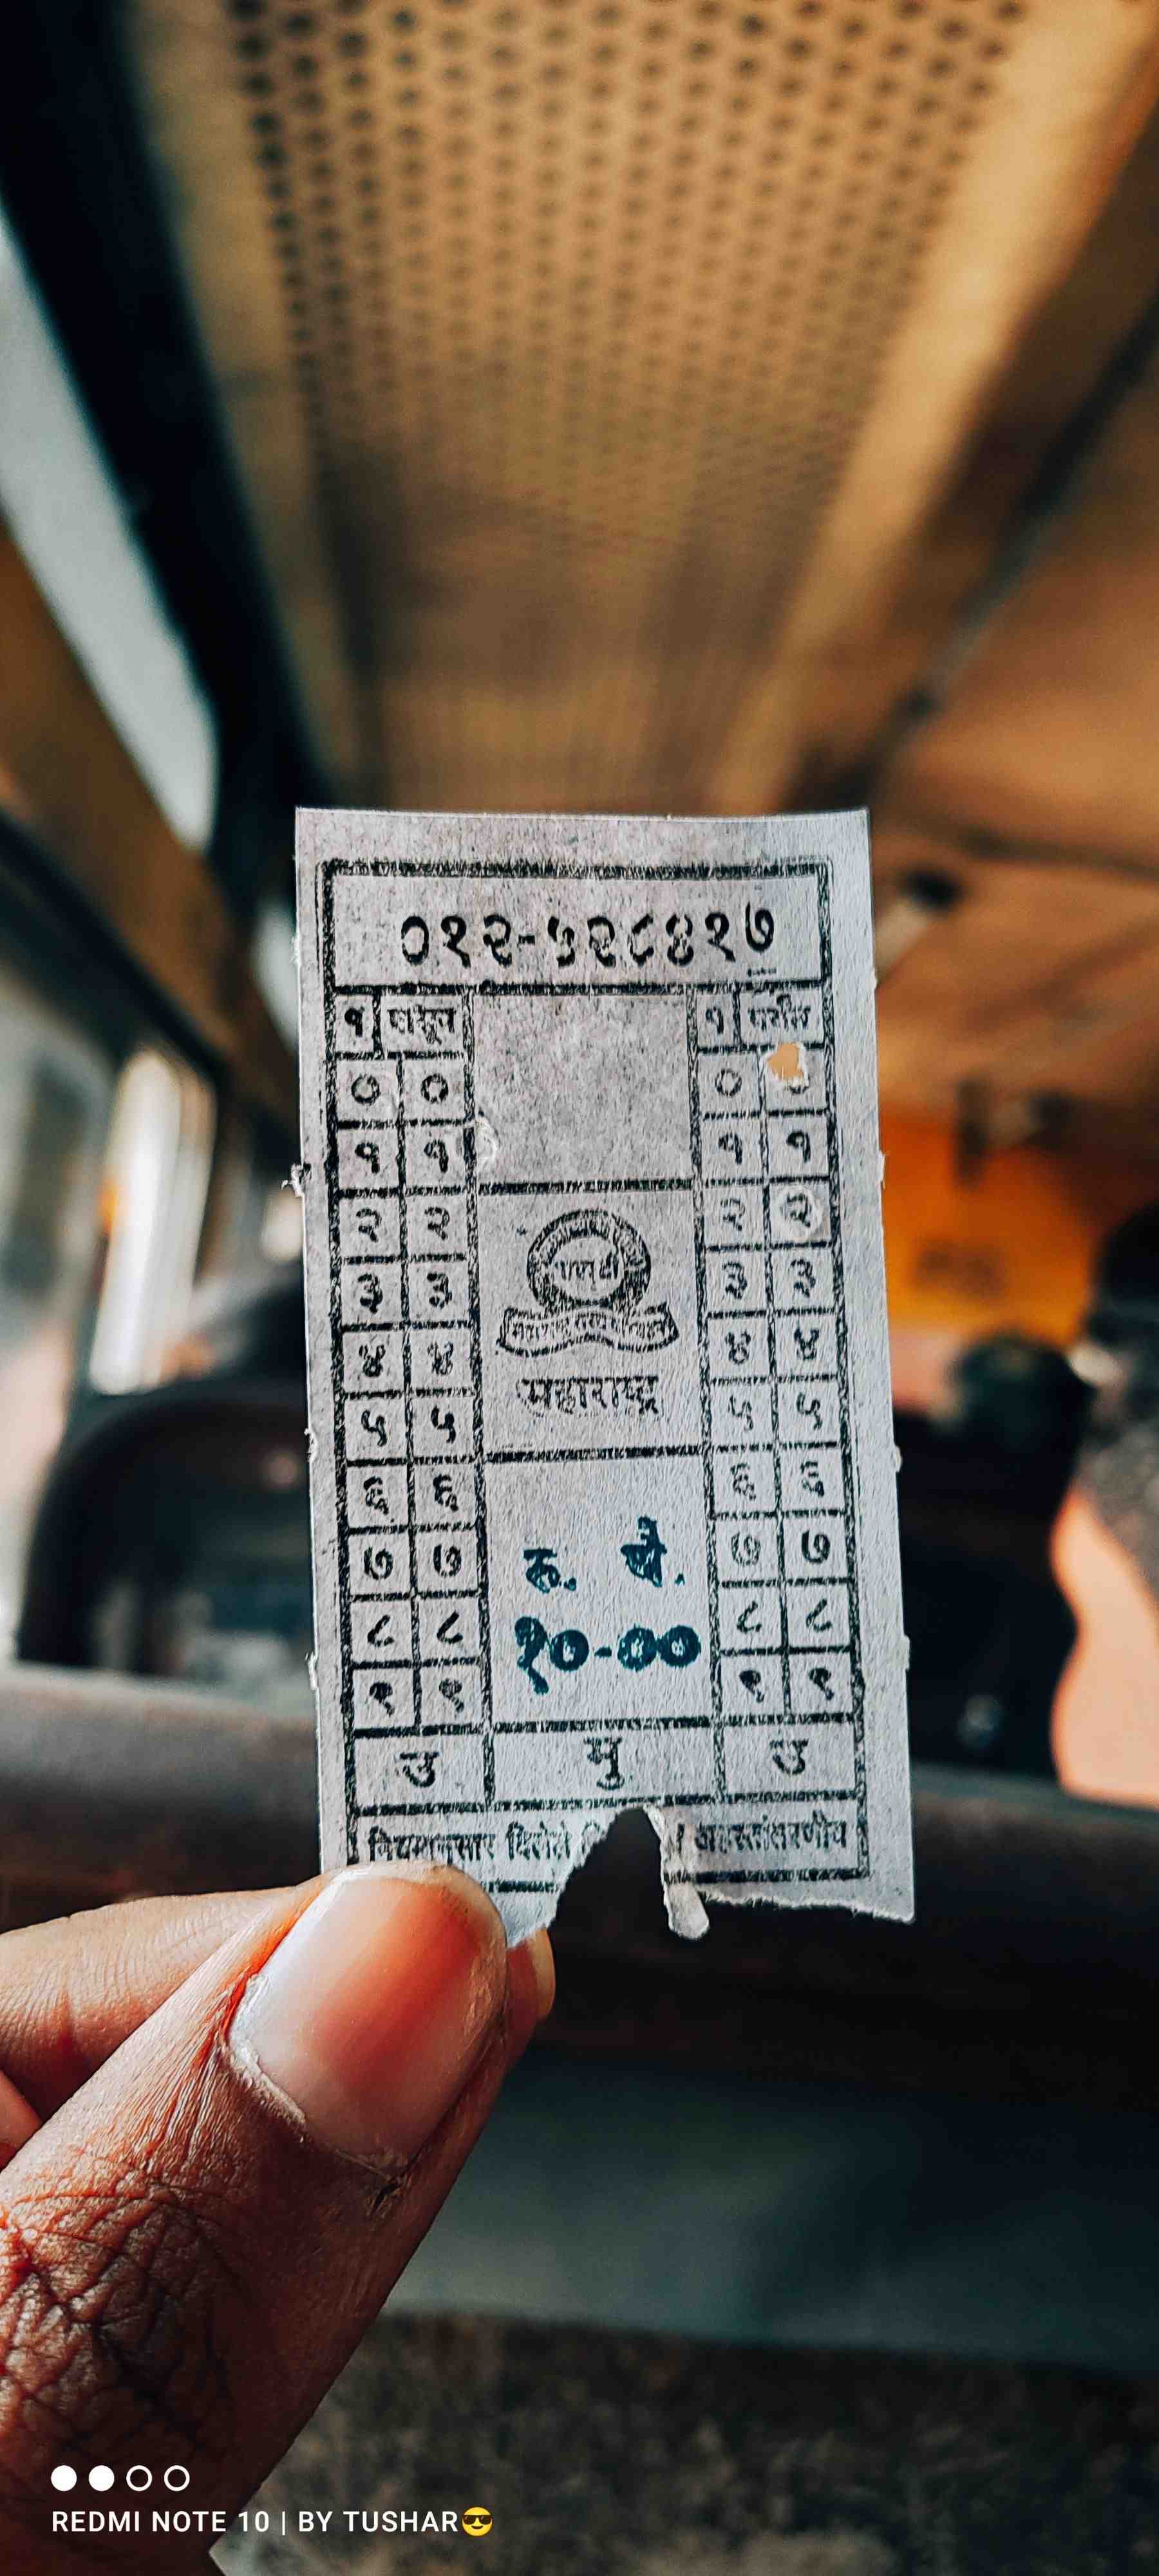 ०१२-५२८४१७
१ पासून १ पर्यंत
० ० ०
१ १ १ १
२ २ २ २
३ ३ ३ ३
४ ४ ४ ४
५ ५ ५ ५
६ ६ ६ ६
७ ७ ७ ७
८ ८ ८ ८
९ ९ ९ ९
महाराष्ट्र
रु. पै.
१०-००
उ मु उ
नियमानुसार दिलेले अहस्तांतरणीय
REDMI NOTE 10 | BY TUSHAR😎